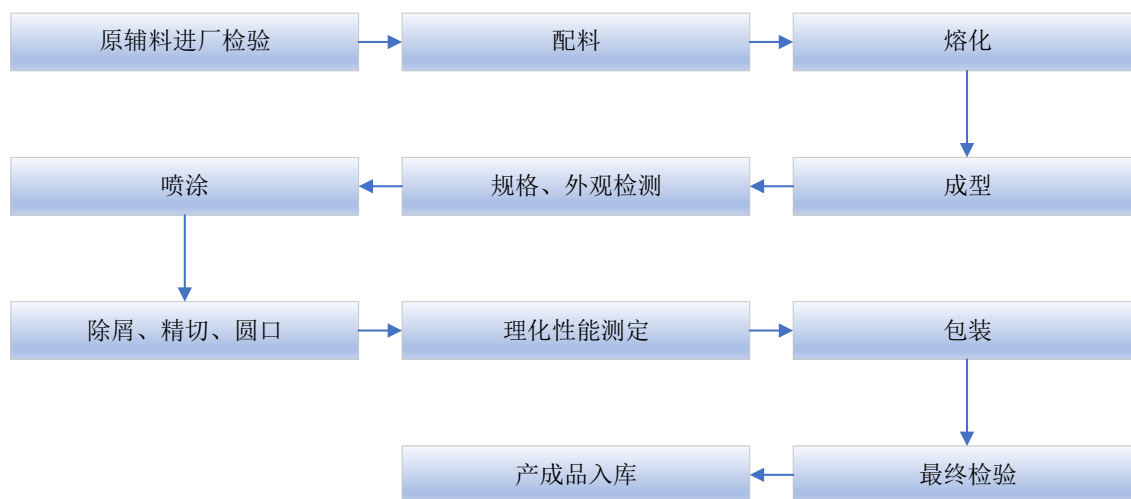 原辅料进厂检验
配料
熔化
成型
规格、外观检测
喷涂
除屑、精切、圆口
理化性能测定
包装
最终检验
产成品入库